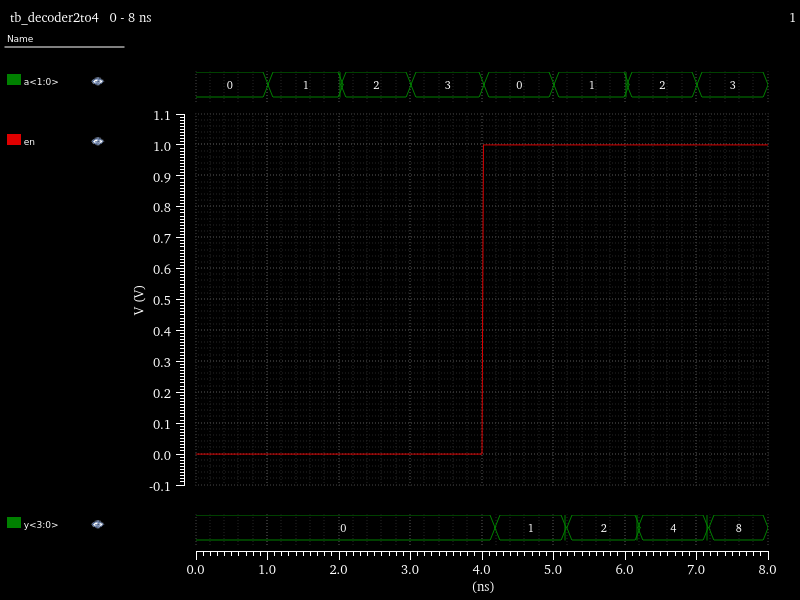 tb_decoder2to4 0 - 8 ns 1
Name
a<1:0> 0 1 2 3 0 1 2 3
1.1
en
1.0
0.9
0.8
0.7
0.6
0.5
V (V)
0.4
0.3
0.2
0.1
0.0
-0.1
y<3:0> 0 1 2 4 8
0.0 1.0 2.0 3.0 4.0 5.0 6.0 7.0 8.0
(ns)